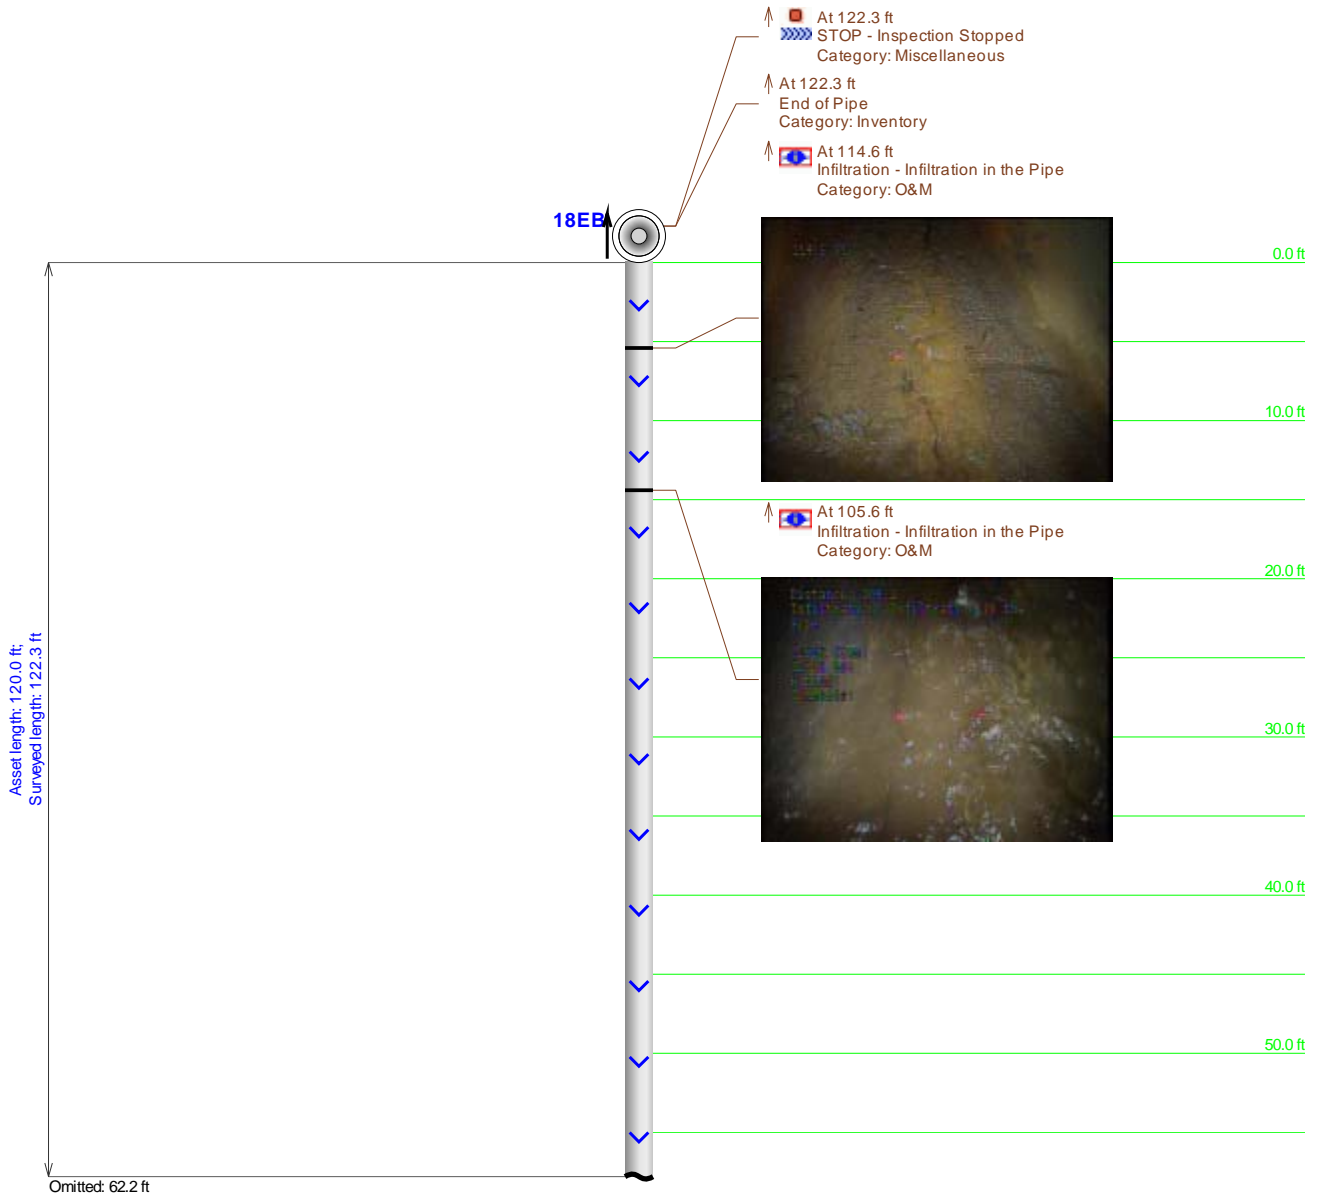 At 122.3 ft
STOP - Inspection Stopped
Category: Miscellaneous
At 122.3 ft
End of Pipe
Category: Inventory
At 114.6 ft
Infiltration - Infiltration in the Pipe
Category: O&M
18EB
0.0 ft
10.0 ft
At 105.6 ft
Infiltration - Infiltration in the Pipe
Category: O&M
20.0 ft
30.0 ft
40.0 ft
50.0 ft
Asset length: 120.0 ft;
Surveyed length: 122.3 ft
Omitted: 62.2 ft